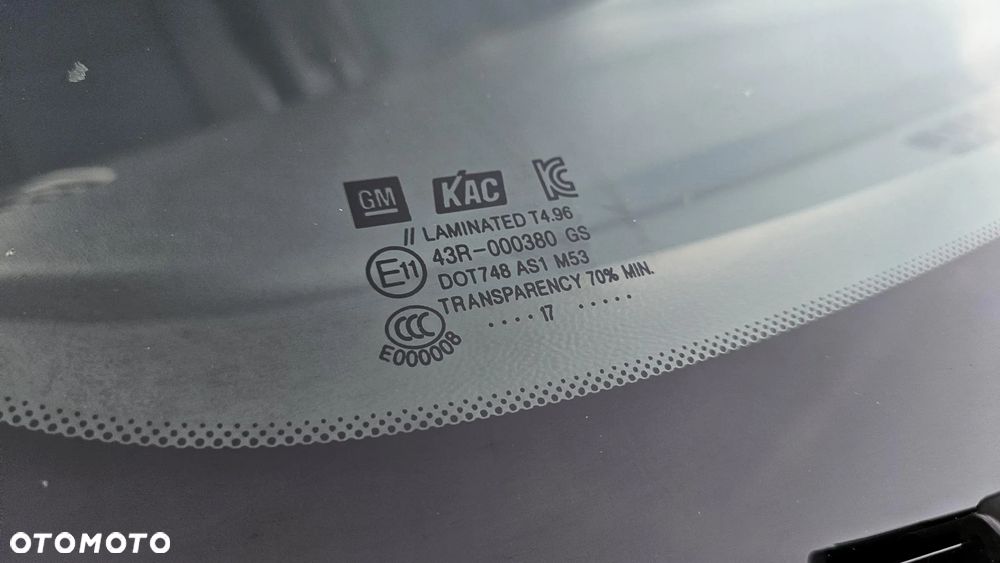 GM KAC KC
// LAMINATED T4.96
E11 43R-000380 GS
DOT748 AS1 M53
TRANSPARENCY 70% MIN.
CCC ···· 17 ·····
E000008
OTOMOTO